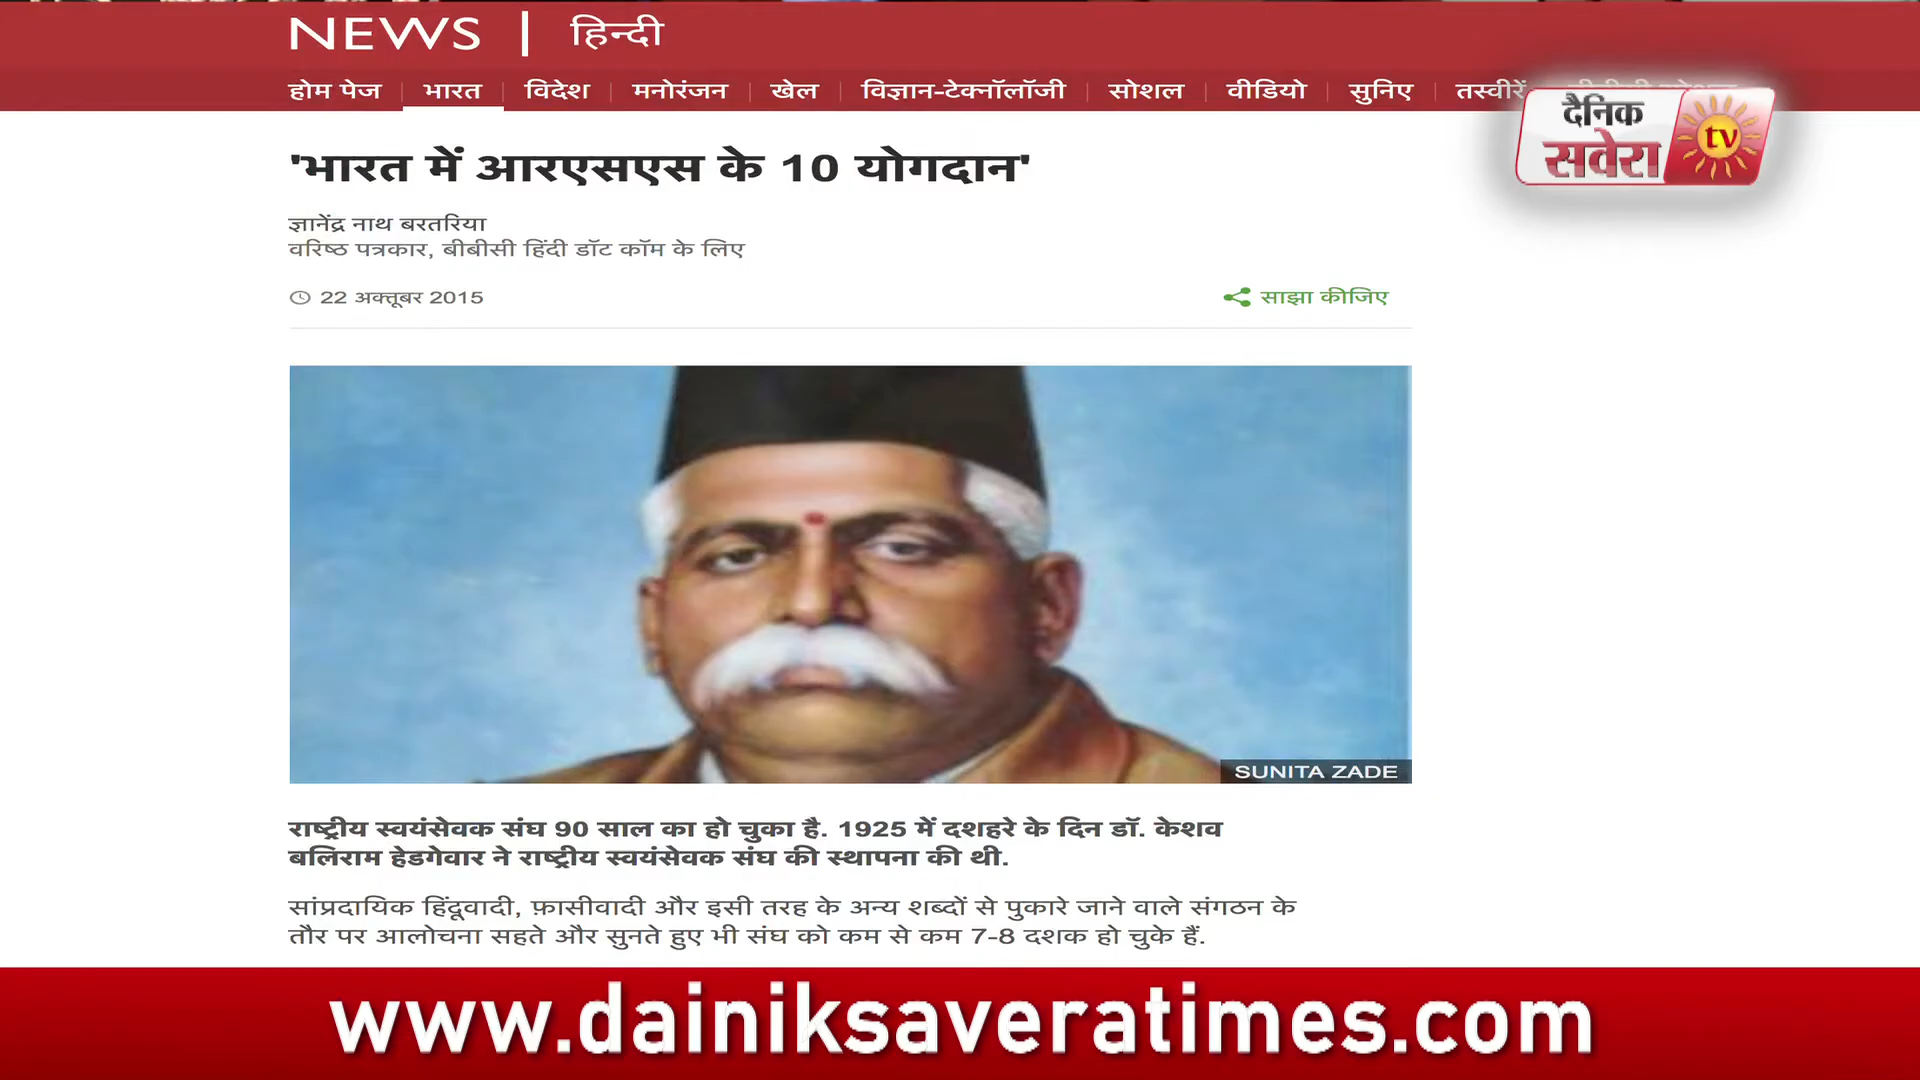 NEWS | हिन्दी
होम पेज | भारत | विदेश | मनोरंजन | खेल | विज्ञान-टेक्नॉलॉजी | सोशल | वीडियो | सुनिए | तस्वीरें
दैनिक
सवेरा tv
'भारत में आरएसएस के 10 योगदान'
ज्ञानेंद्र नाथ बरतरिया
वरिष्ठ पत्रकार, बीबीसी हिंदी डॉट कॉम के लिए
22 अक्तूबर 2015
साझा कीजिए
SUNITA ZADE
राष्ट्रीय स्वयंसेवक संघ 90 साल का हो चुका है. 1925 में दशहरे के दिन डॉ. केशव
बलिराम हेडगेवार ने राष्ट्रीय स्वयंसेवक संघ की स्थापना की थी.
सांप्रदायिक हिंदूवादी, फ़ासीवादी और इसी तरह के अन्य शब्दों से पुकारे जाने वाले संगठन के
तौर पर आलोचना सहते और सुनते हुए भी संघ को कम से कम 7-8 दशक हो चुके हैं.
www.dainiksaveratimes.com